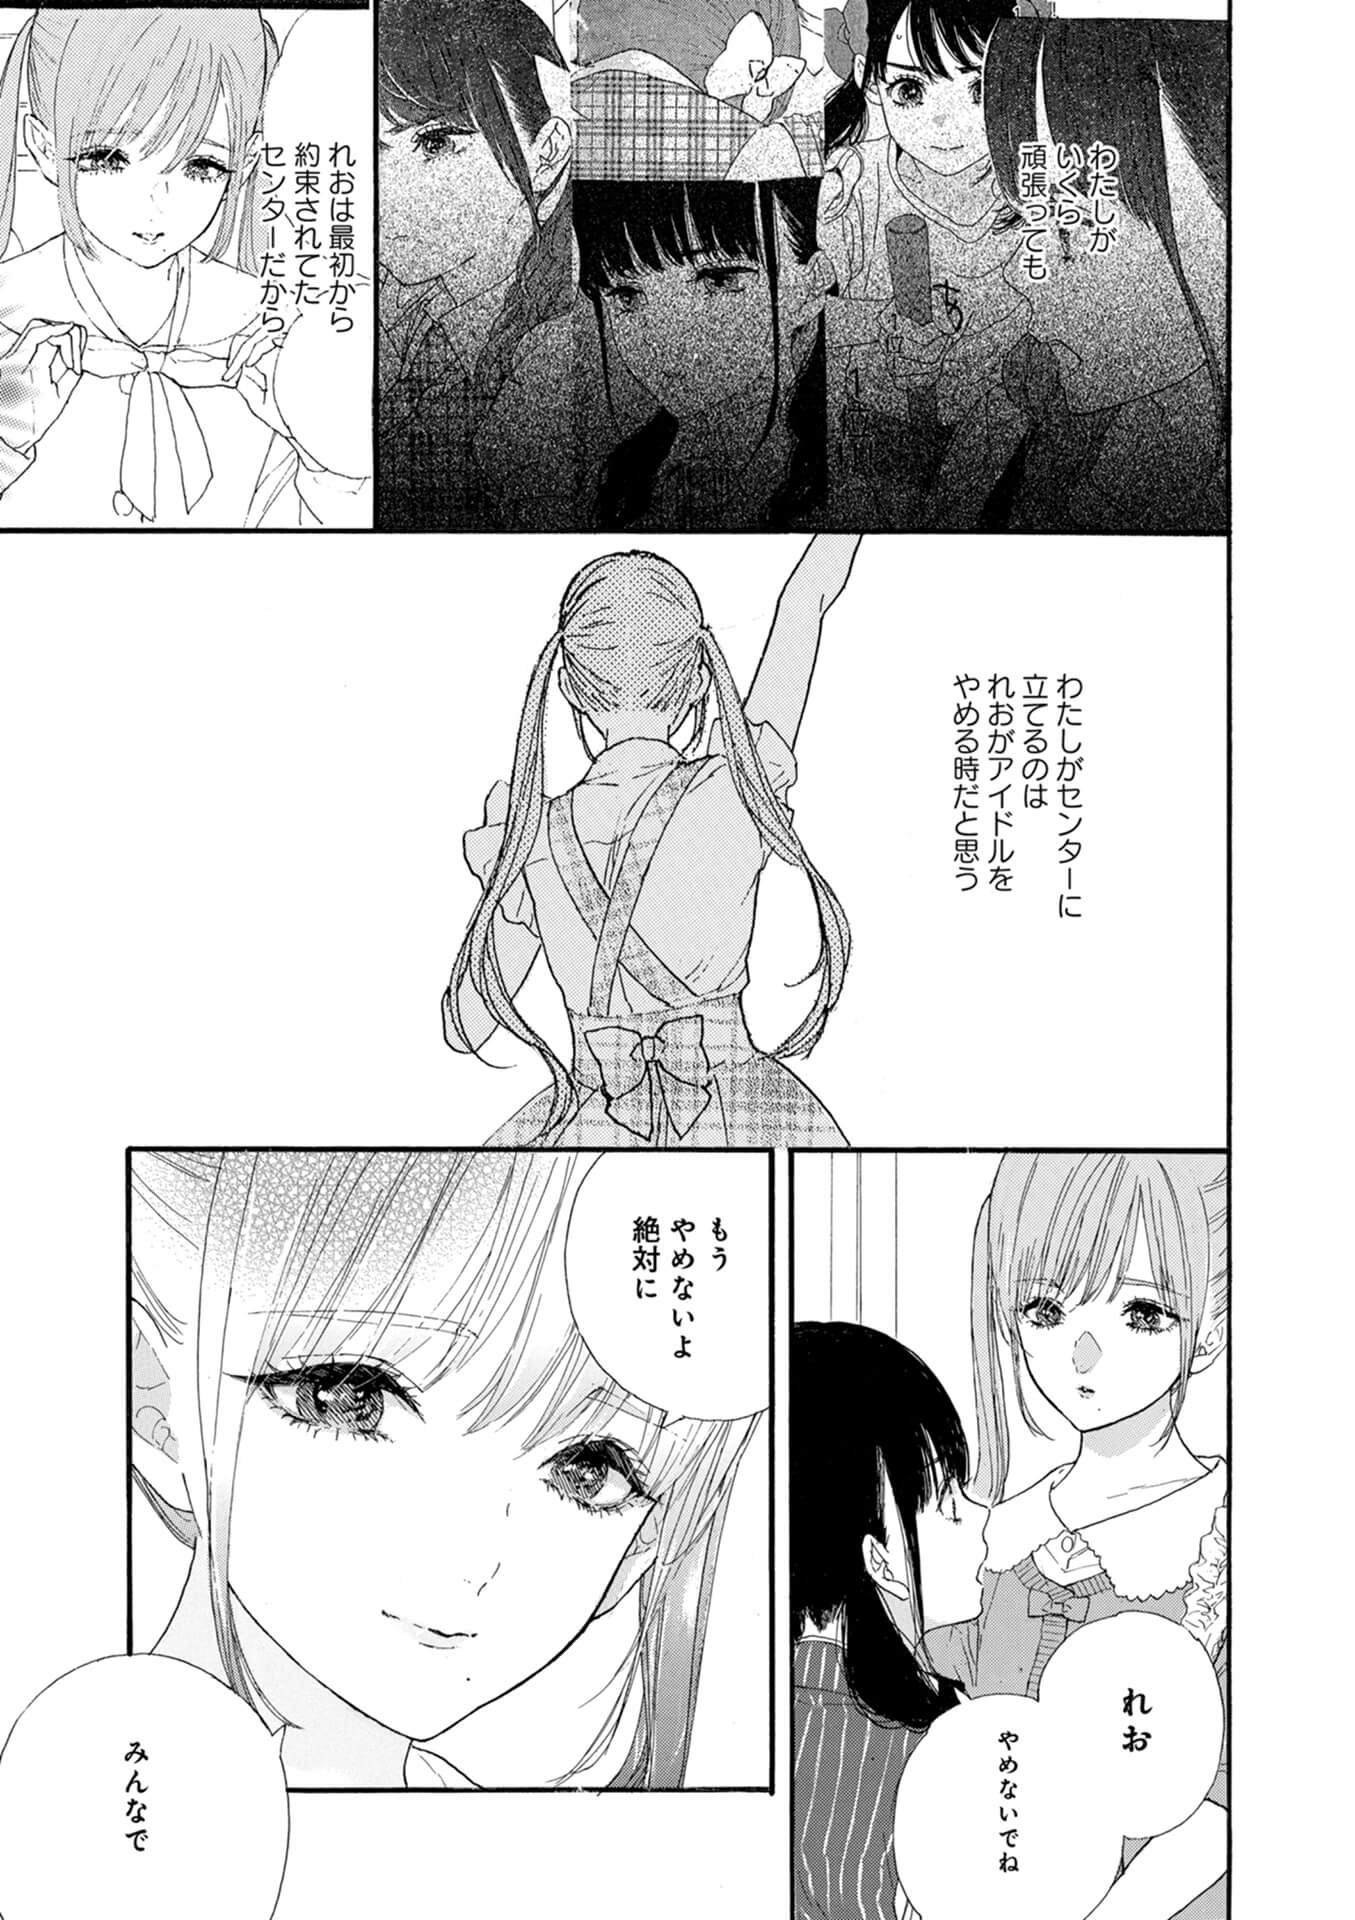 わたしが
いくら
頑張っても
れおは最初から
約束されてた
センターだから
わたしがセンターに
立てるのは
れおがアイドルを
やめる時だと思う
れお
やめないでね
もう
やめないよ
絶対に
みんなで